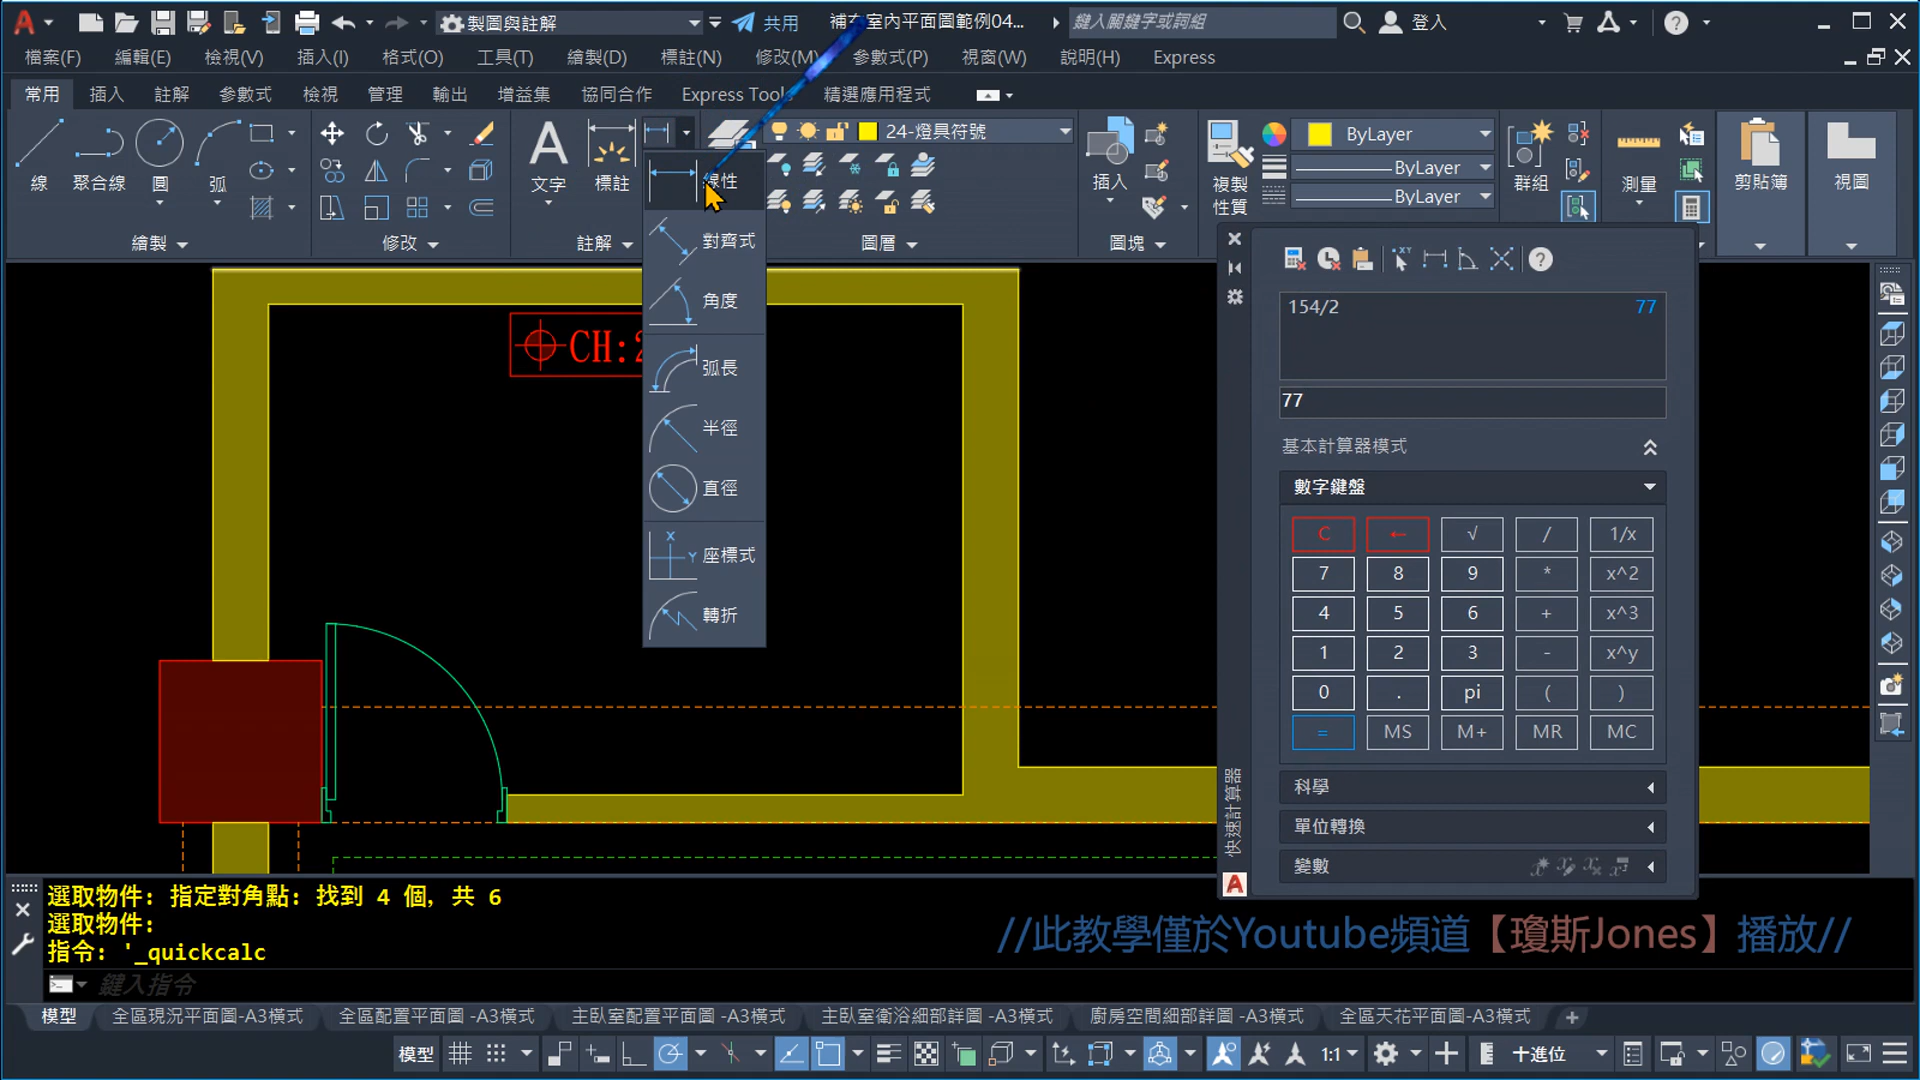 製圖與註解
共用
室內平面圖範例04...
鍵入關鍵字或詞組
登入
檔案(F) 編輯(E) 檢視(V) 插入(I) 格式(O) 工具(T) 繪製(D) 標註(N) 修改(M) 參數式(P) 視窗(W) 說明(H) Express
常用 插入 註解 參數式 檢視 管理 輸出 增益集 協同合作 Express Tools 精選應用程式
24-燈具符號
ByLayer
ByLayer
ByLayer
線 聚合線 圓 弧
文字 標註
線性
插入
複製
性質
群組 測量 剪貼簿 視圖
繪製 修改 註解 圖層 圖塊
對齊式
角度
弧長
半徑
直徑
座標式
轉折
X
Y
CH:2
154/2 77
77
基本計算器模式
數字鍵盤
C ← √ / 1/x
7 8 9 * x^2
4 5 6 + x^3
1 2 3 - x^y
0 . pi ( )
= MS M+ MR MC
科學
單位轉換
變數
快速計算器
選取物件: 指定對角點: 找到 4 個, 共 6
選取物件:
指令: '_quickcalc
鍵入指令
//此教學僅於Youtube頻道【瓊斯Jones】播放//
模型 全區現況平面圖-A3橫式 全區配置平面圖 -A3橫式 主臥室配置平面圖 -A3橫式 主臥室衛浴細部詳圖 -A3橫式 廚房空間細部詳圖 -A3橫式 全區天花平面圖-A3橫式
模型 1:1 十進位